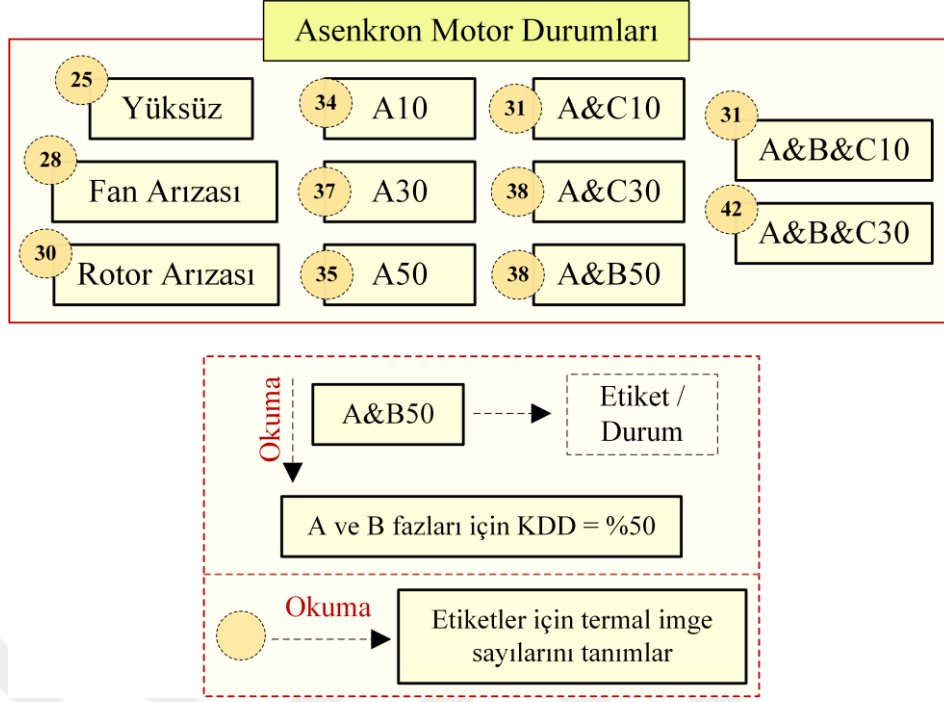 Asenkron Motor Durumları
25
Yüksüz
34
A10
31
A&C10
31
A&B&C10
28
Fan Arızası
37
A30
38
A&C30
42
A&B&C30
30
Rotor Arızası
35
A50
38
A&B50
Okuma
A&B50
Etiket /
Durum
A ve B fazları için KDD = %50
Okuma
Etiketler için termal imge
sayılarını tanımlar